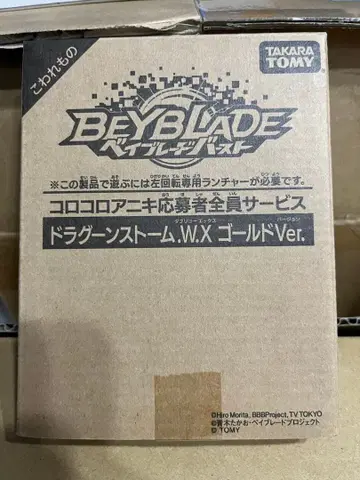 こわれもの
TAKARA TOMY
BEYBLADE
ベイブレードバースト
※この製品で遊ぶには左回転専用ランチャーが必要です。
コロコロアニキ応募者全員サービス
ドラグーンストーム.W.X ゴールドVer.
©Hiro Morita, BBBProject, TV TOKYO
©青木たかお・ベイブレードプロジェクト
© TOMY